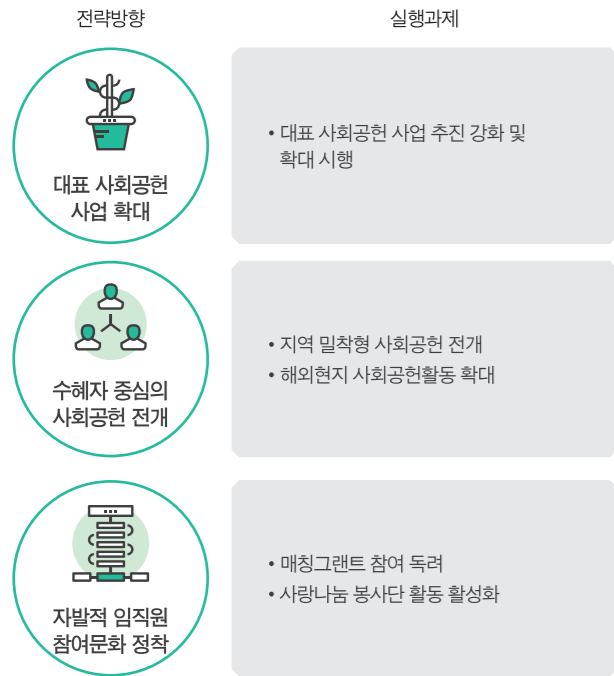 전략방향
실행과제
대표 사회공헌
사업 확대
• 대표 사회공헌 사업 추진 강화 및
확대 시행
수혜자 중심의
사회공헌 전개
• 지역 밀착형 사회공헌 전개
• 해외현지 사회공헌활동 확대
자발적 임직원
참여문화 정착
• 매칭그랜트 참여 독려
• 사랑나눔 봉사단 활동 활성화